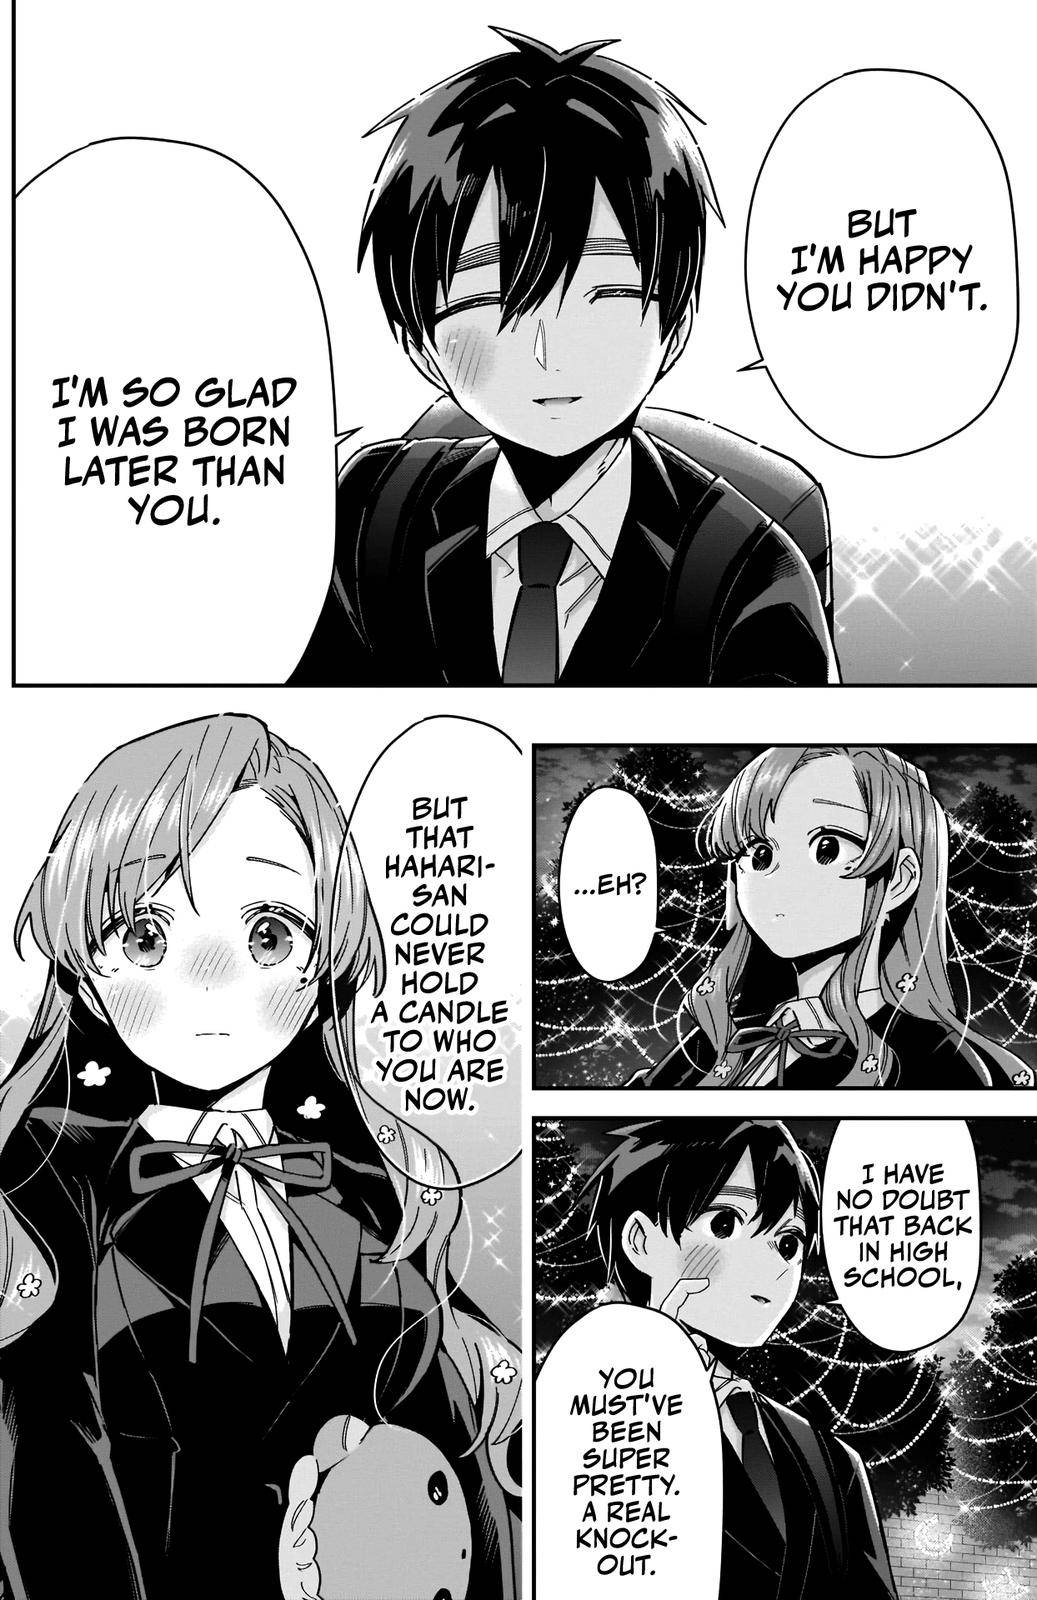 BUT
I'M HAPPY
YOU DIDN'T.
I'M SO GLAD
I WAS BORN
LATER THAN
YOU.
...EH?
I HAVE
NO DOUBT
THAT BACK
IN HIGH
SCHOOL,
YOU
MUST'VE
BEEN
SUPER
PRETTY.
A REAL
KNOCK-
OUT.
BUT
THAT
HAHARI-
SAN
COULD
NEVER
HOLD
A CANDLE
TO WHO
YOU ARE
NOW.